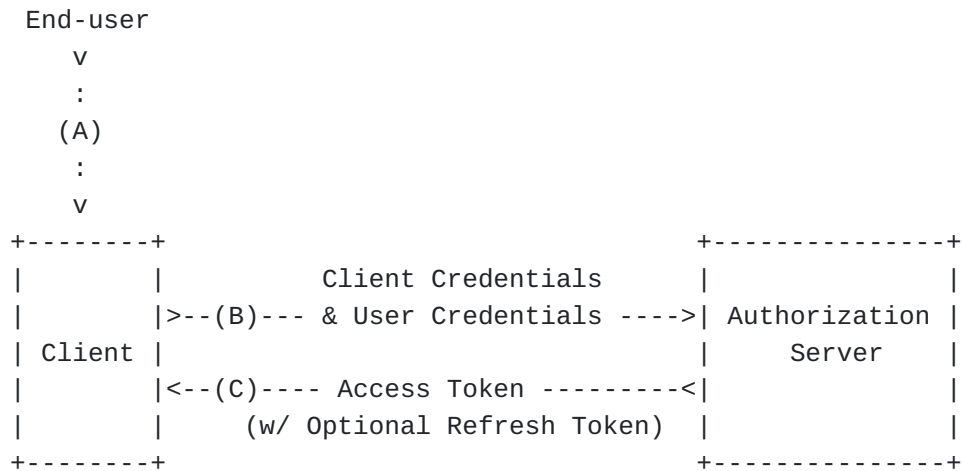 End-user
v
:
(A)
:
v
+--------+                                  +---------------+
|        |          Client Credentials      |               |
|        |>--(B)--- & User Credentials ---->| Authorization |
| Client |                                  |    Server     |
|        |<--(C)---- Access Token ---------<|               |
|        |     (w/ Optional Refresh Token)  |               |
+--------+                                  +---------------+